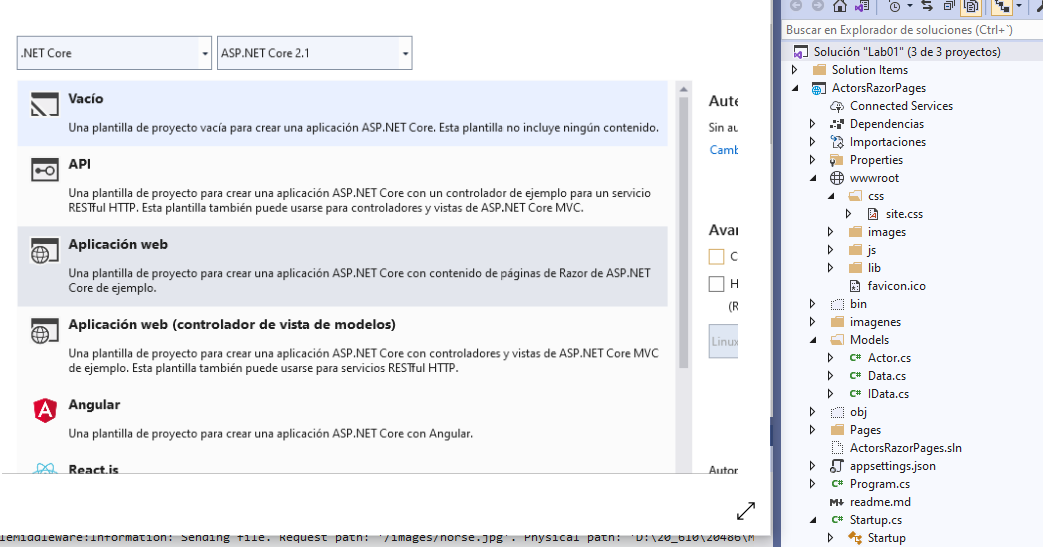 .NET Core
ASP.NET Core 2.1
Vacío
Una plantilla de proyecto vacía para crear una aplicación ASP.NET Core. Esta plantilla no incluye ningún contenido.
API
Una plantilla de proyecto para crear una aplicación ASP.NET Core con un controlador de ejemplo para un servicio
RESTful HTTP. Esta plantilla también puede usarse para controladores y vistas de ASP.NET Core MVC.
Aplicación web
Una plantilla de proyecto para crear una aplicación ASP.NET Core con contenido de páginas de Razor de ASP.NET
Core de ejemplo.
Aplicación web (controlador de vista de modelos)
Una plantilla de proyecto para crear una aplicación ASP.NET Core con controladores y vistas de ASP.NET Core MVC
de ejemplo. Esta plantilla también puede usarse para servicios RESTful HTTP.
Angular
Una plantilla de proyecto para crear una aplicación ASP.NET Core con Angular.
React.js
Aute
Sin au
Camb
Avar
C
H
(R
Linux
Autor
leMiddleware:Information: Sending file. Request path: '/images/horse.jpg'. Physical path: 'D:\20_610\20486\M
Buscar en Explorador de soluciones (Ctrl+`)
Solución "Lab01" (3 de 3 proyectos)
Solution Items
ActorsRazorPages
Connected Services
Dependencias
Importaciones
Properties
wwwroot
css
site.css
images
js
lib
favicon.ico
bin
imagenes
Models
C# Actor.cs
C# Data.cs
C# IData.cs
obj
Pages
ActorsRazorPages.sln
appsettings.json
C# Program.cs
M↓ readme.md
C# Startup.cs
Startup